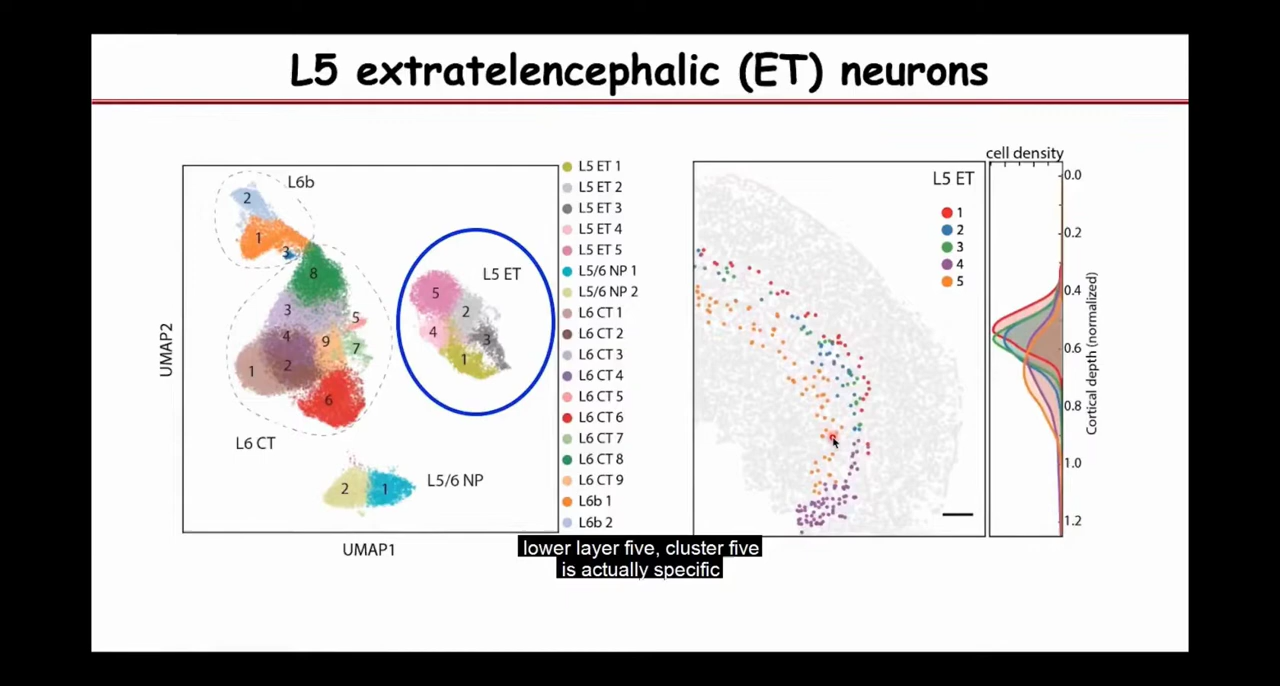 L5 extratelencephalic (ET) neurons
L6b
2
1
3
8
3
4
5
9
7
1
2
6
L6 CT
L5 ET
5
2
4
3
1
L5/6 NP
2
1
UMAP2
UMAP1
L5 ET 1
L5 ET 2
L5 ET 3
L5 ET 4
L5 ET 5
L5/6 NP 1
L5/6 NP 2
L6 CT 1
L6 CT 2
L6 CT 3
L6 CT 4
L6 CT 5
L6 CT 6
L6 CT 7
L6 CT 8
L6 CT 9
L6b 1
L6b 2
L5 ET
1
2
3
4
5
cell density
0.0
0.2
0.4
0.6
0.8
1.0
1.2
Cortical depth (normalized)
lower layer five, cluster five
is actually specific